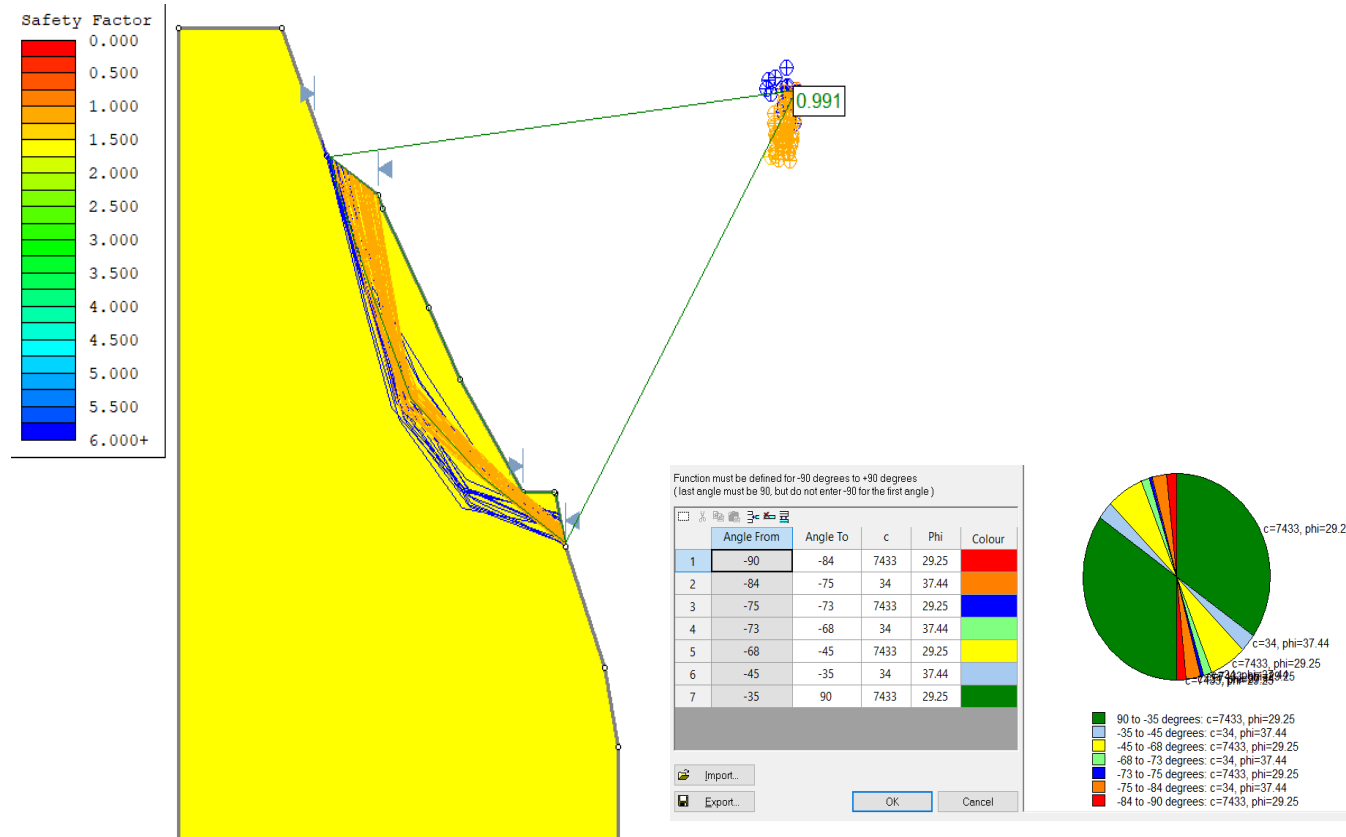 Safety Factor
0.000
0.500
1.000
1.500
2.000
2.500
3.000
3.500
4.000
4.500
5.000
5.500
6.000+
0.991
Function must be defined for -90 degrees to +90 degrees
( last angle must be 90, but do not enter -90 for the first angle )
Angle From Angle To c Phi Colour
1 -90 -84 7433 29.25
2 -84 -75 34 37.44
3 -75 -73 7433 29.25
4 -73 -68 34 37.44
5 -68 -45 7433 29.25
6 -45 -35 34 37.44
7 -35 90 7433 29.25
Import...
Export...
OK Cancel
c=7433, phi=29.2
c=34, phi=37.44
c=7433, phi=29.25
90 to -35 degrees: c=7433, phi=29.25
-35 to -45 degrees: c=34, phi=37.44
-45 to -68 degrees: c=7433, phi=29.25
-68 to -73 degrees: c=34, phi=37.44
-73 to -75 degrees: c=7433, phi=29.25
-75 to -84 degrees: c=34, phi=37.44
-84 to -90 degrees: c=7433, phi=29.25